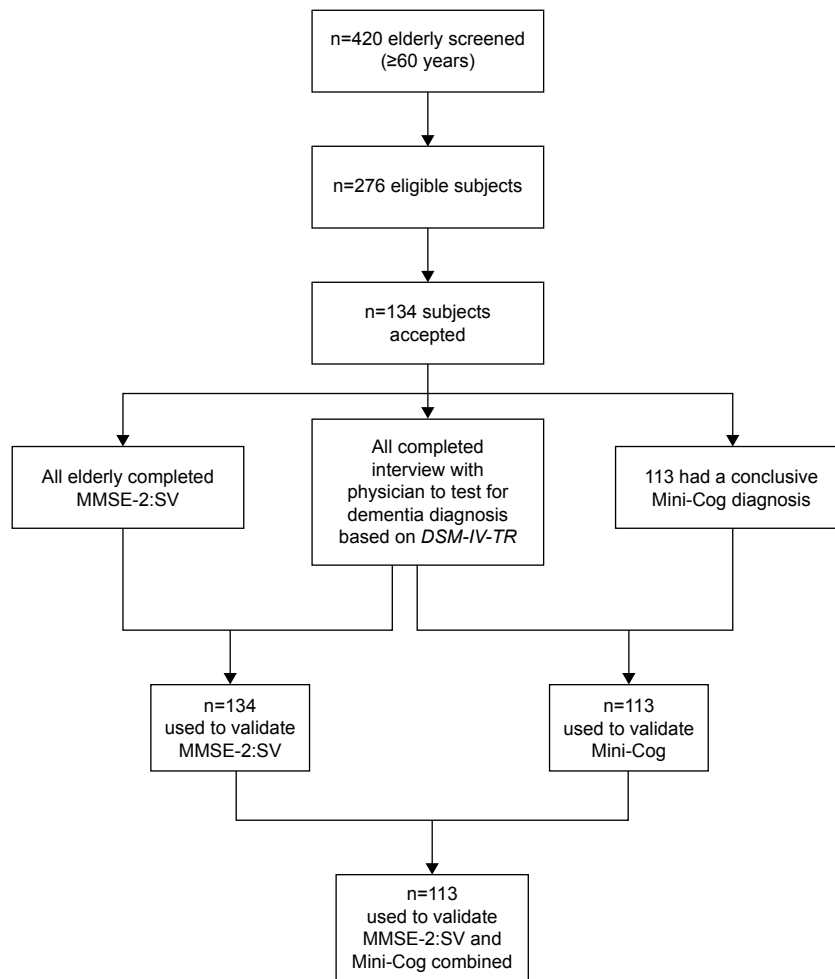 n=420 elderly screened
(≥60 years)
n=276 eligible subjects
n=134 subjects
accepted
All elderly completed
MMSE-2:SV
All completed
interview with
physician to test for
dementia diagnosis
based on DSM-IV-TR
113 had a conclusive
Mini-Cog diagnosis
n=134
used to validate
MMSE-2:SV
n=113
used to validate
Mini-Cog
n=113
used to validate
MMSE-2:SV and
Mini-Cog combined